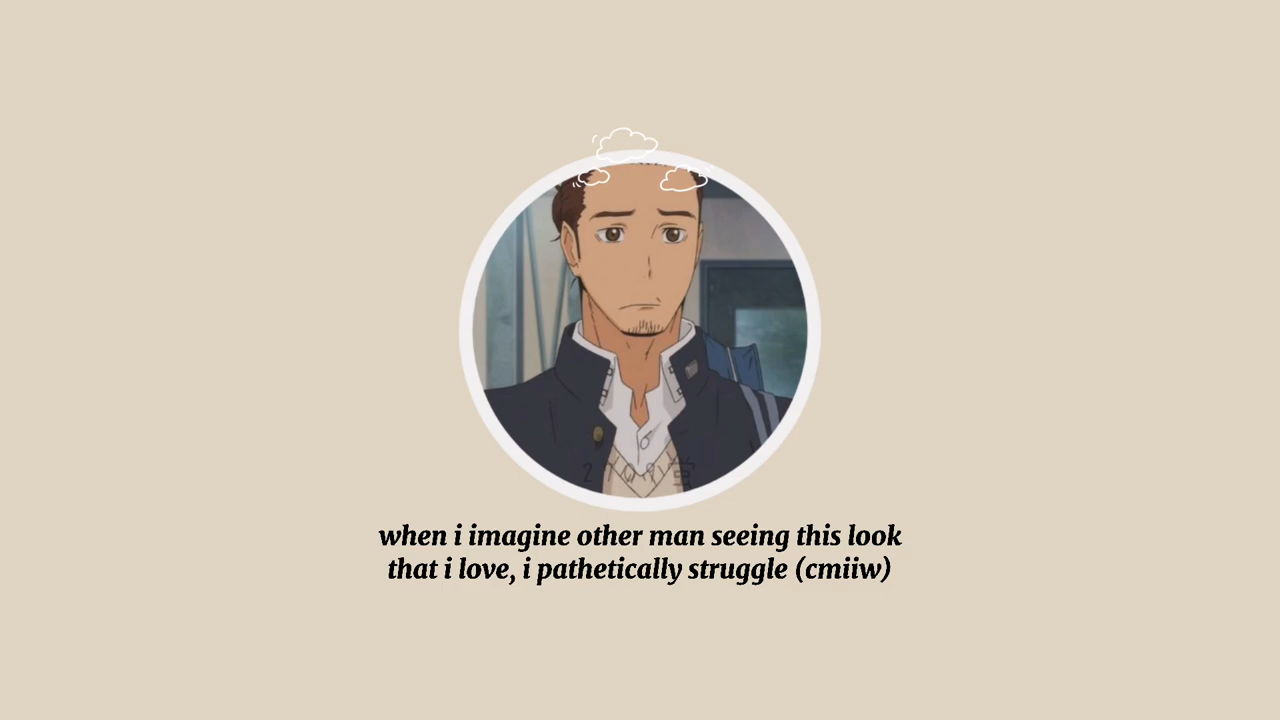 when i imagine other man seeing this look
that i love, i pathetically struggle (cmiiw)